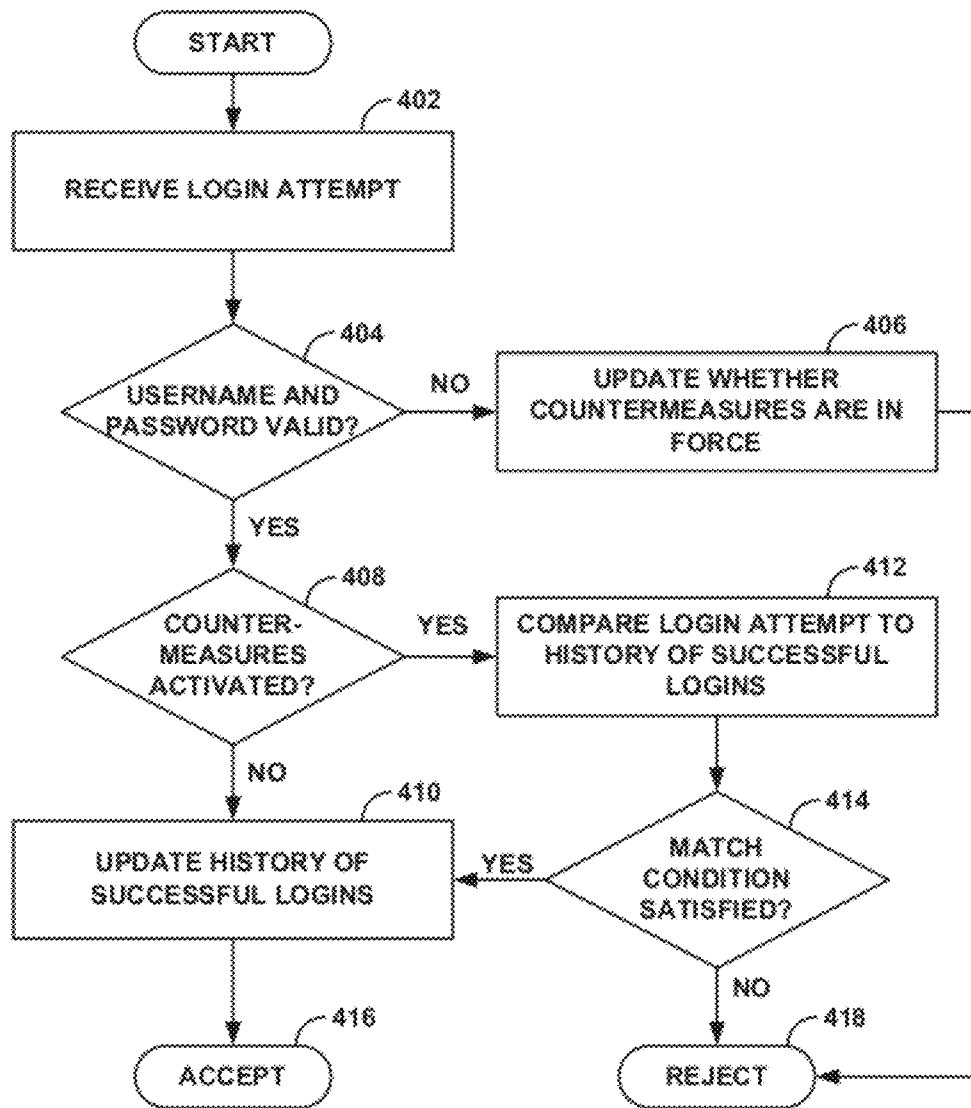 START
402
RECEIVE LOGIN ATTEMPT
404
USERNAME AND
PASSWORD VALID?
NO
406
UPDATE WHETHER
COUNTERMEASURES ARE IN
FORCE
YES
408
COUNTER-
MEASURES
ACTIVATED?
YES
412
COMPARE LOGIN ATTEMPT TO
HISTORY OF SUCCESSFUL
LOGINS
NO
410
UPDATE HISTORY OF
SUCCESSFUL LOGINS
YES
414
MATCH
CONDITION
SATISFIED?
NO
416
ACCEPT
418
REJECT